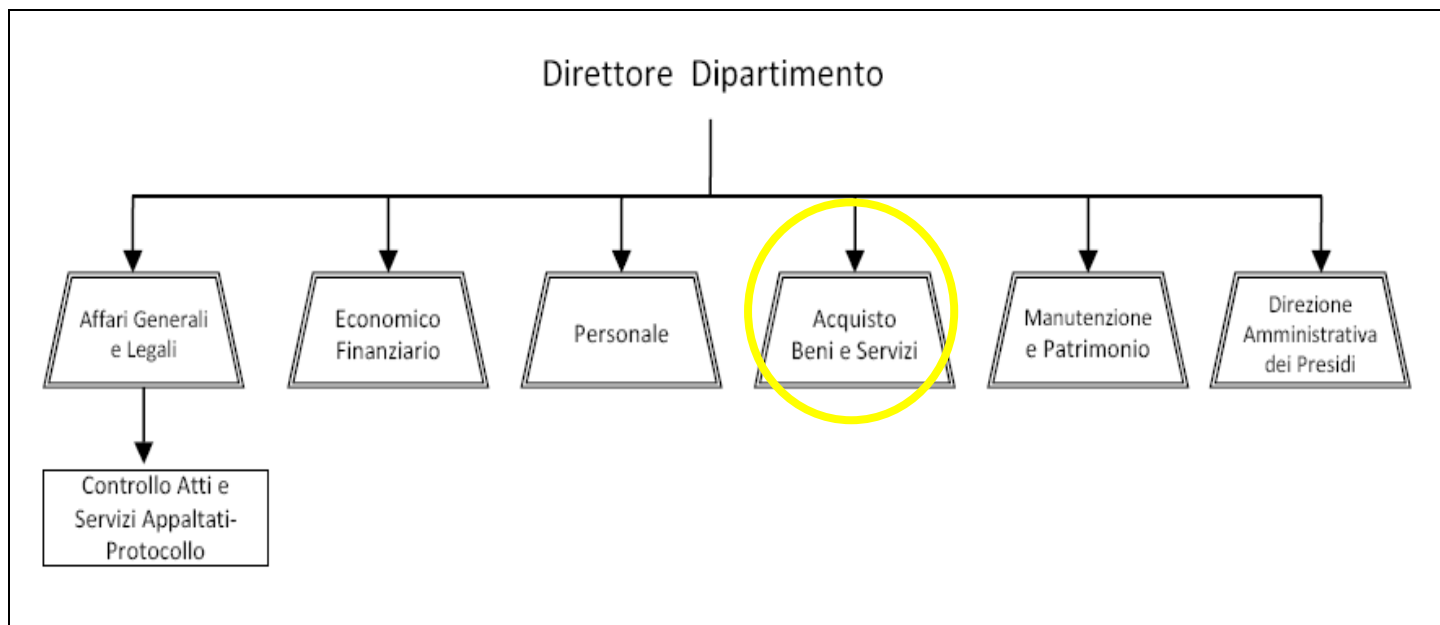 Direttore Dipartimento
Affari Generali
e Legali
Economico
Finanziario
Personale
Acquisto
Beni e Servizi
Manutenzione
e Patrimonio
Direzione
Amministrativa
dei Presidi
Controllo Atti e
Servizi Appaltati-
Protocollo